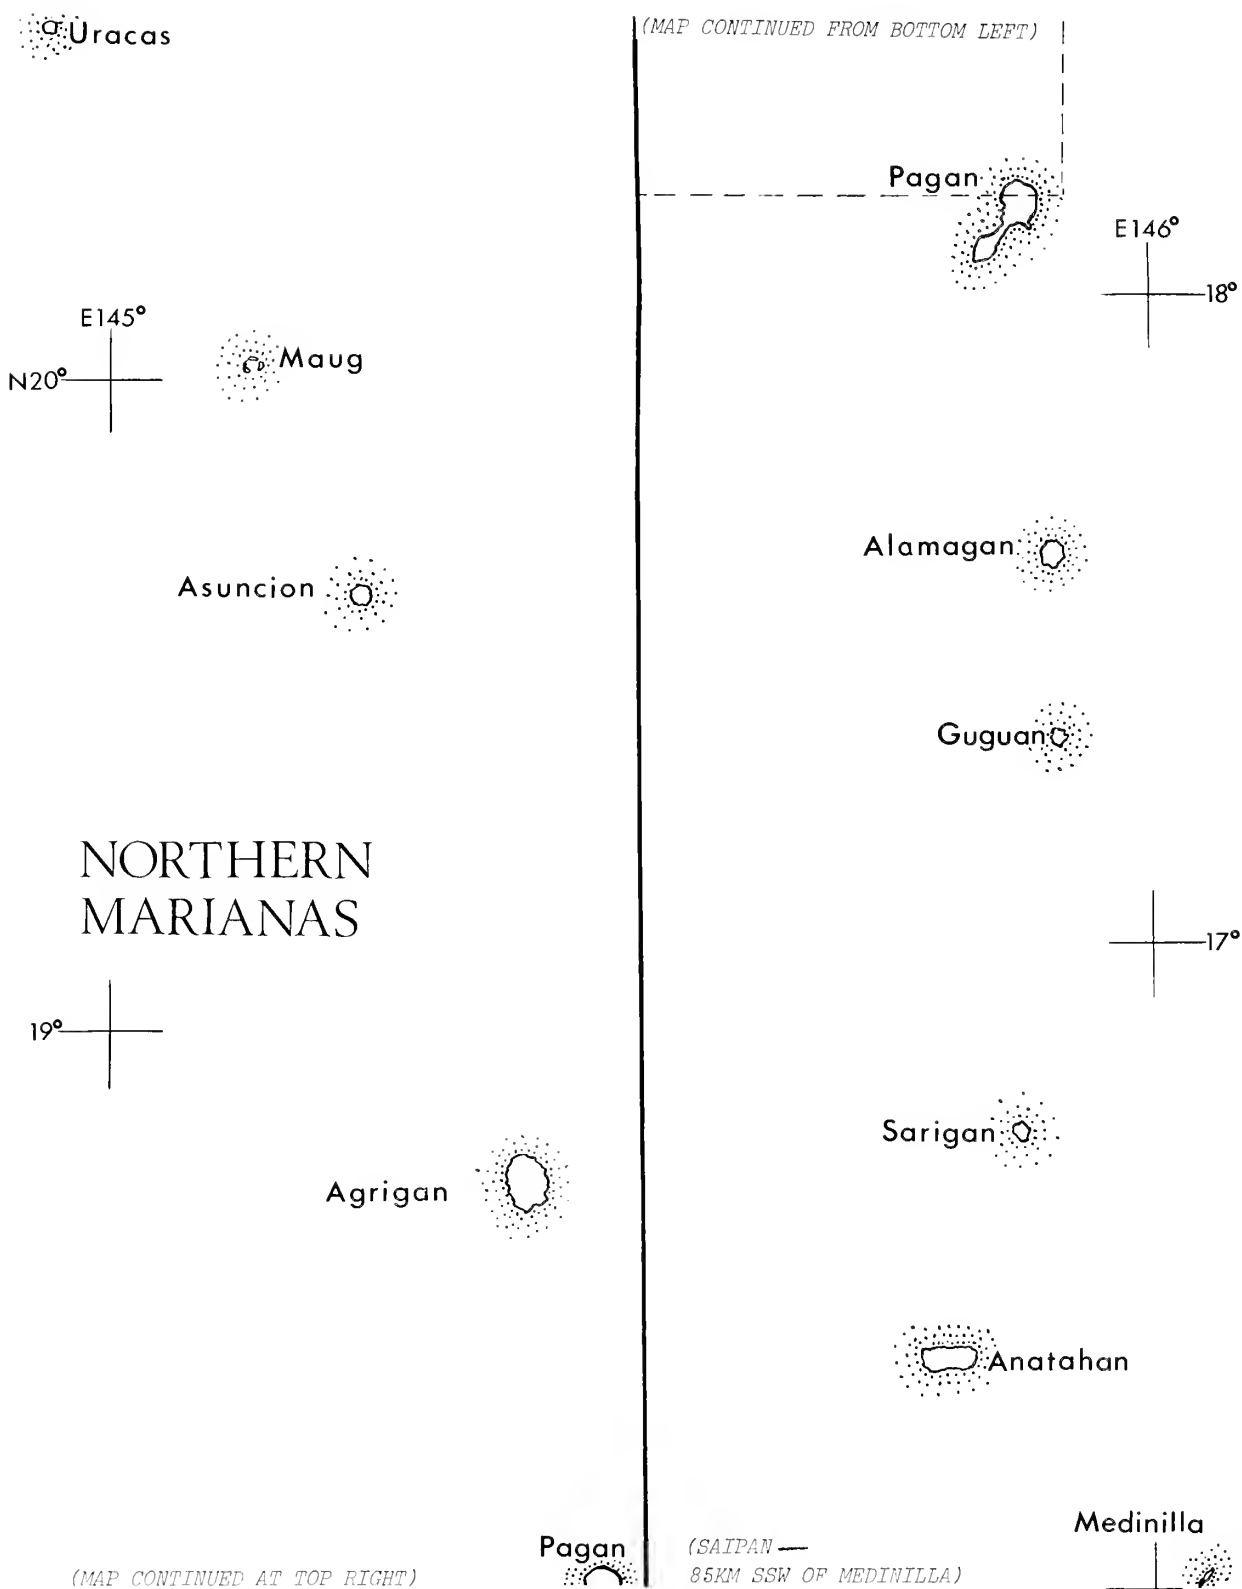 Uracas
E145°
N20°
Maug
Asuncion
NORTHERN
MARIANAS
19°
Agrigan
Pagan
(MAP CONTINUED AT TOP RIGHT)
(MAP CONTINUED FROM BOTTOM LEFT)
Pagan
E146°
18°
Alamagan
Guguan
17°
Sarigan
Anatahan
Medinilla
(SAIPAN —
85KM SSW OF MEDINILLA)